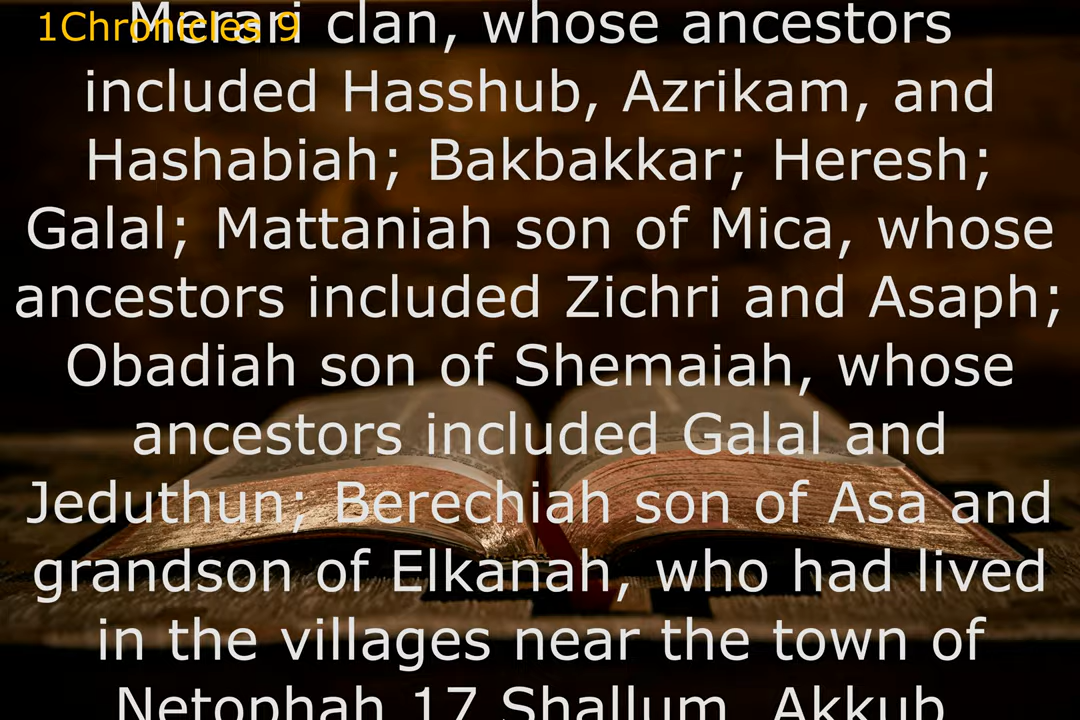 1Chronicles 9
Merari clan, whose ancestors
included Hasshub, Azrikam, and
Hashabiah; Bakbakkar; Heresh;
Galal; Mattaniah son of Mica, whose
ancestors included Zichri and Asaph;
Obadiah son of Shemaiah, whose
ancestors included Galal and
Jeduthun; Berechiah son of Asa and
grandson of Elkanah, who had lived
in the villages near the town of
Netophah 17 Shallum, Akkub,